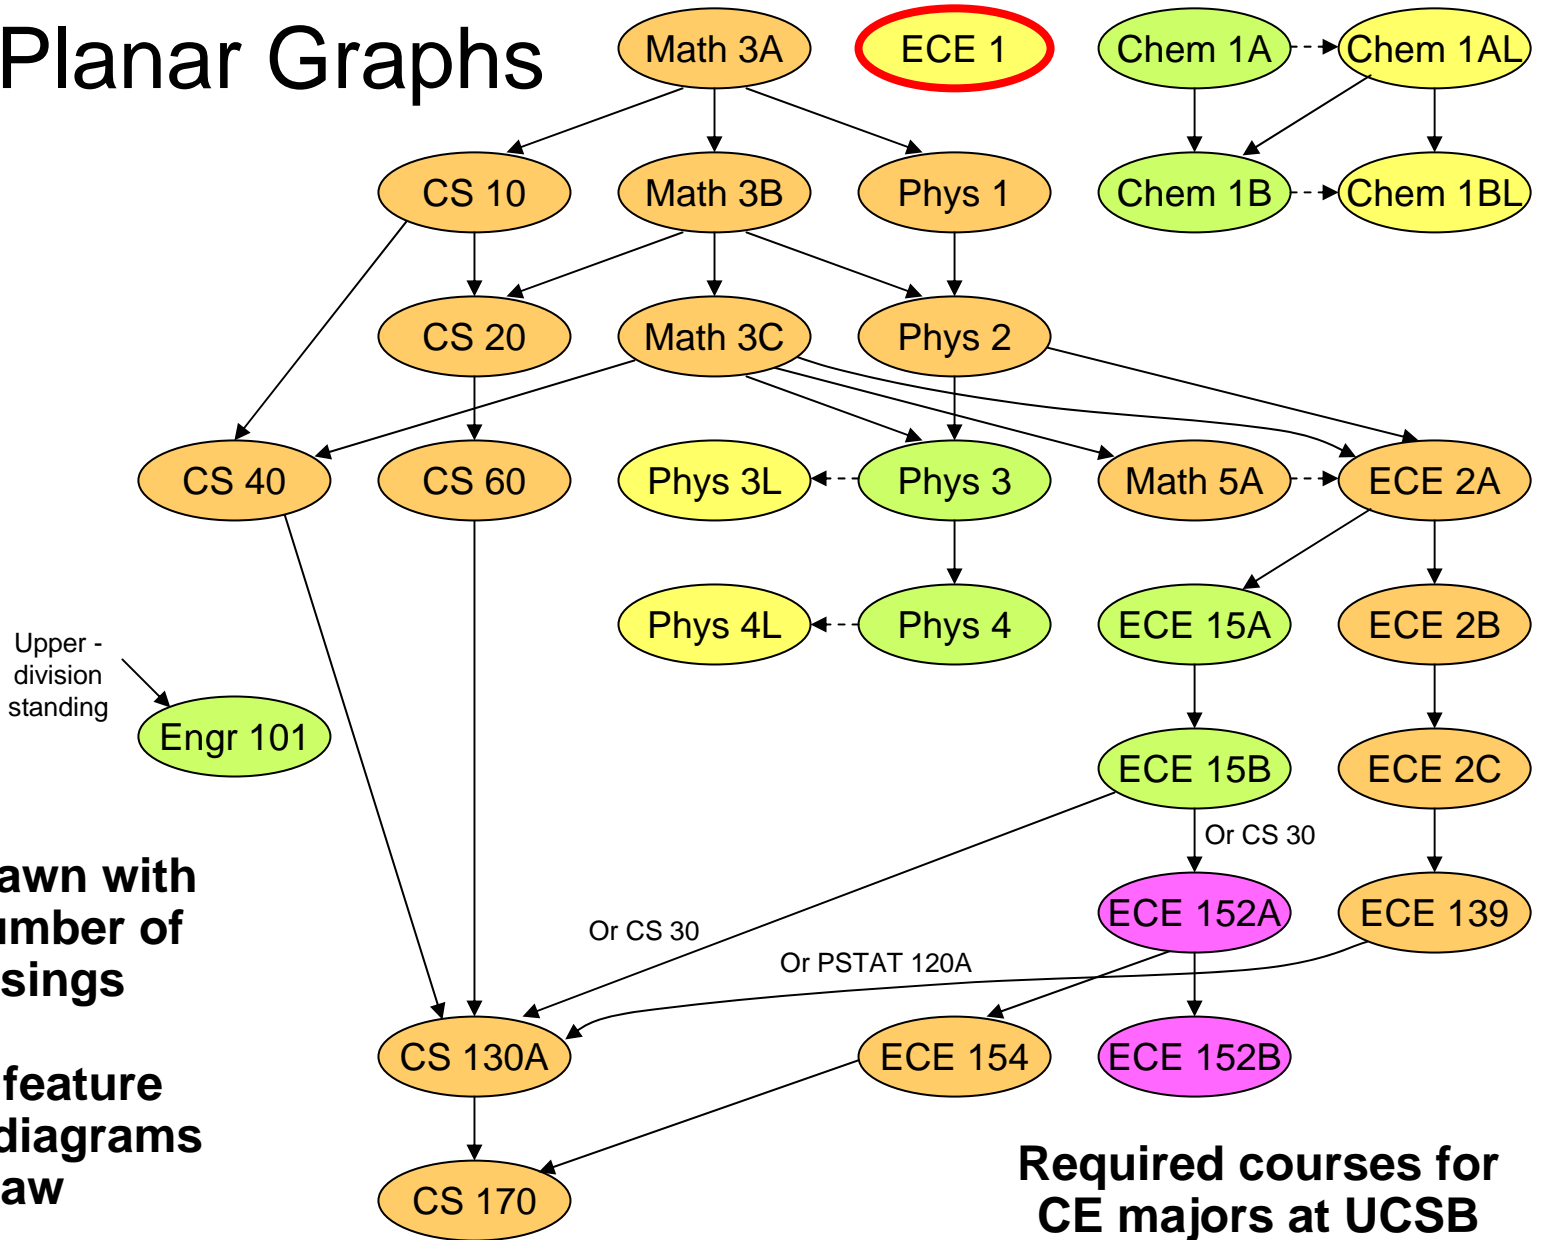 Planar Graphs
Math 3A
ECE 1
Chem 1A
Chem 1AL
CS 10
Math 3B
Phys 1
Chem 1B
Chem 1BL
CS 20
Math 3C
Phys 2
CS 40
CS 60
Phys 3L
Phys 3
Math 5A
ECE 2A
Phys 4L
Phys 4
ECE 15A
ECE 2B
Upper -
division
standing
Engr 101
ECE 15B
ECE 2C
Or CS 30
awn with
umber of
sings
ECE 152A
ECE 139
Or CS 30
Or PSTAT 120A
CS 130A
ECE 154
ECE 152B
feature
diagrams
aw
CS 170
Required courses for
CE majors at UCSB